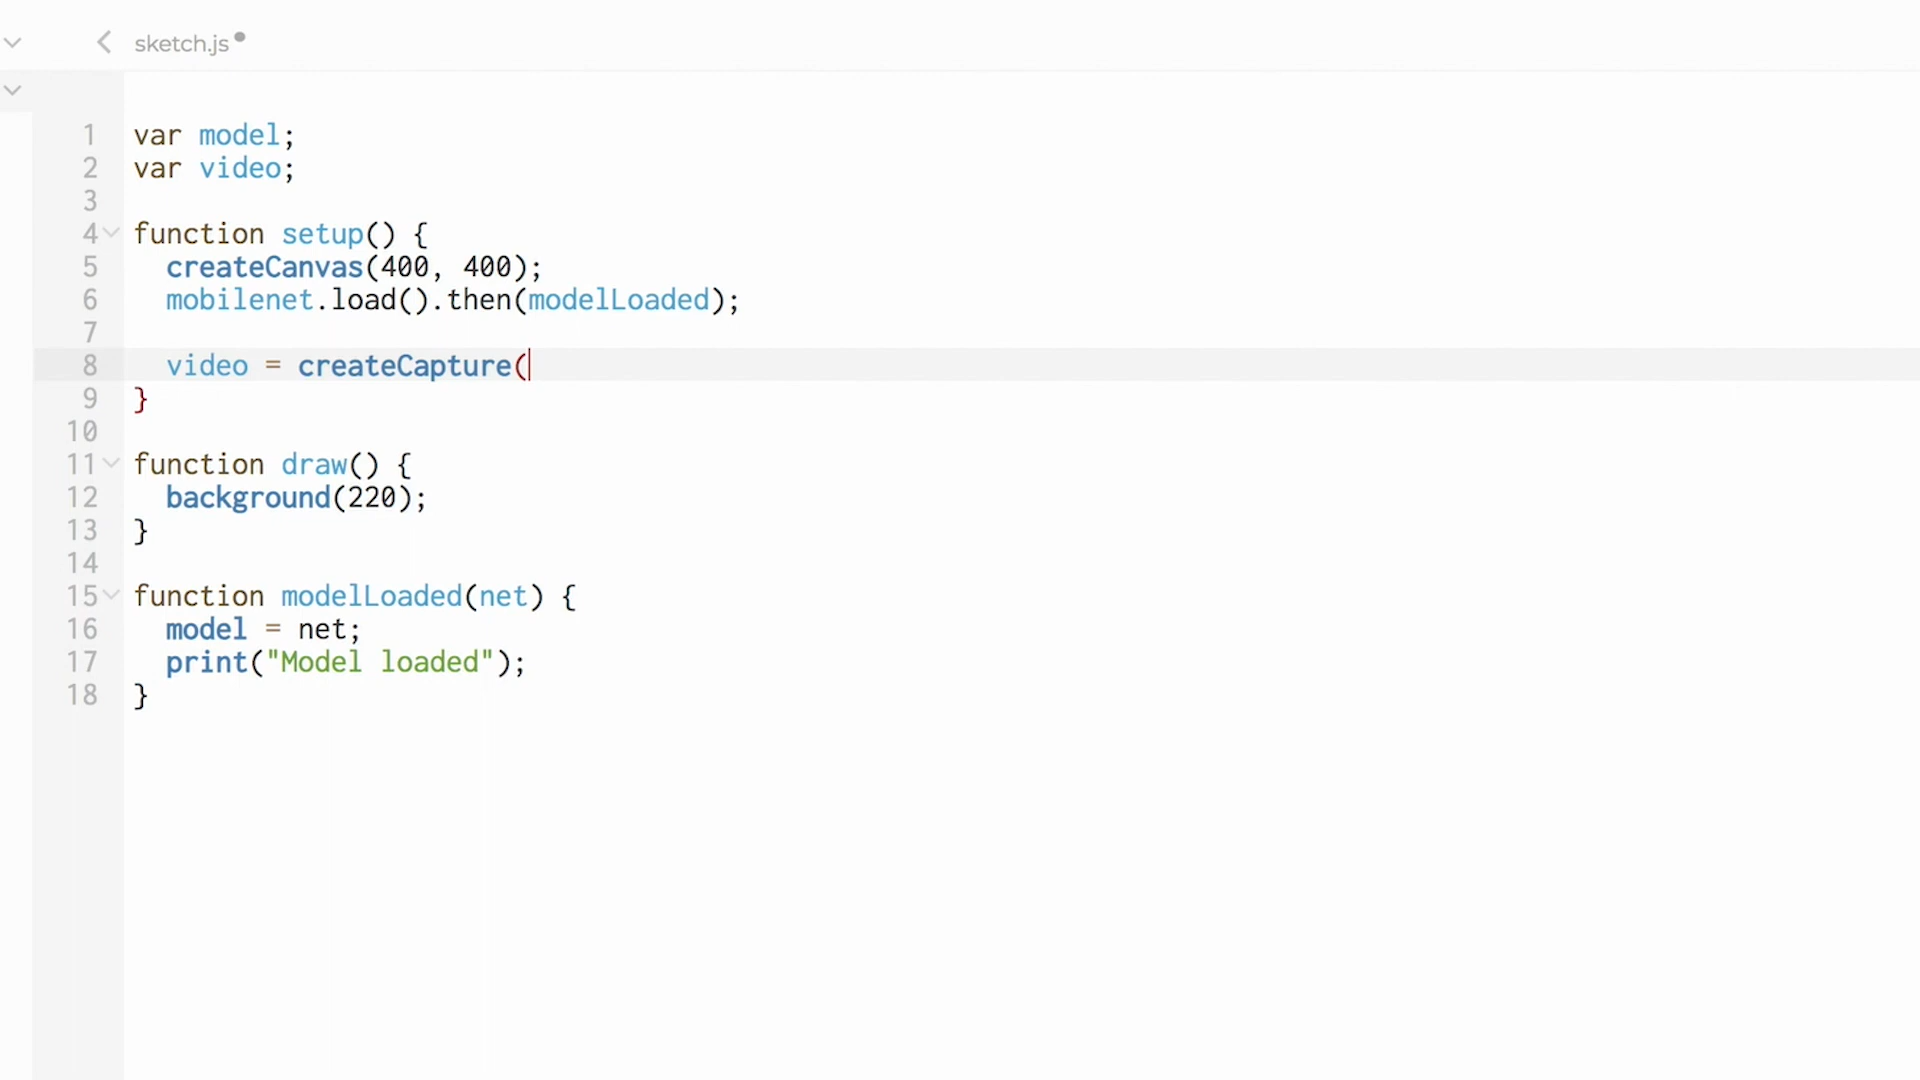 sketch.js
1 var model;
2 var video;
3
4 function setup() {
5 createCanvas(400, 400);
6 mobilenet.load().then(modelLoaded);
7
8 video = createCapture(
9 }
10
11 function draw() {
12 background(220);
13 }
14
15 function modelLoaded(net) {
16 model = net;
17 print("Model loaded");
18 }